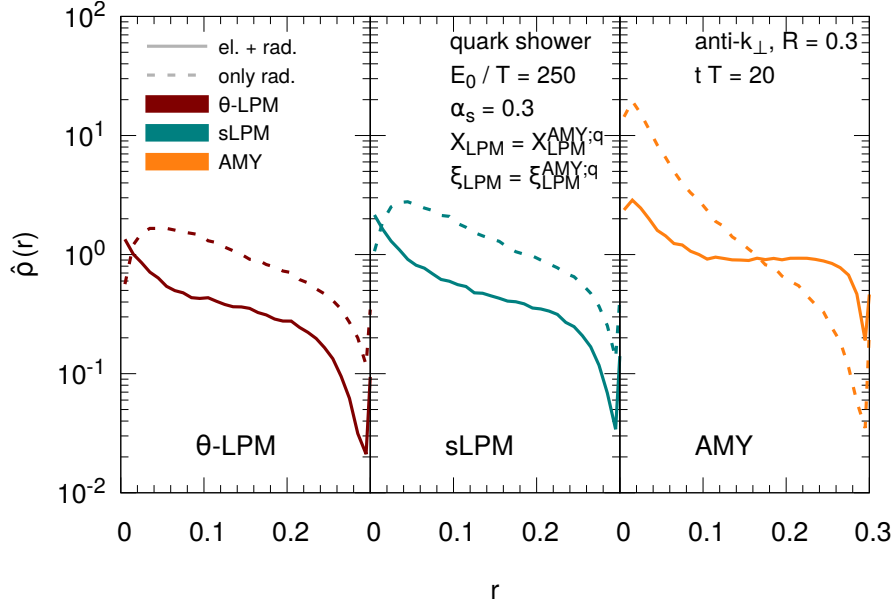 10²
10¹
10⁰
10⁻¹
10⁻²
ρ̂ (r)
el. + rad.
only rad.
θ-LPM
sLPM
AMY
θ-LPM
quark shower
E₀ / T = 250
αₛ = 0.3
X_LPM = X_LPM^AMY;q
ξ_LPM = ξ_LPM^AMY;q
sLPM
anti-k⊥, R = 0.3
t T = 20
AMY
0 0.1 0.2 0 0.1 0.2 0 0.1 0.2 0.3
r